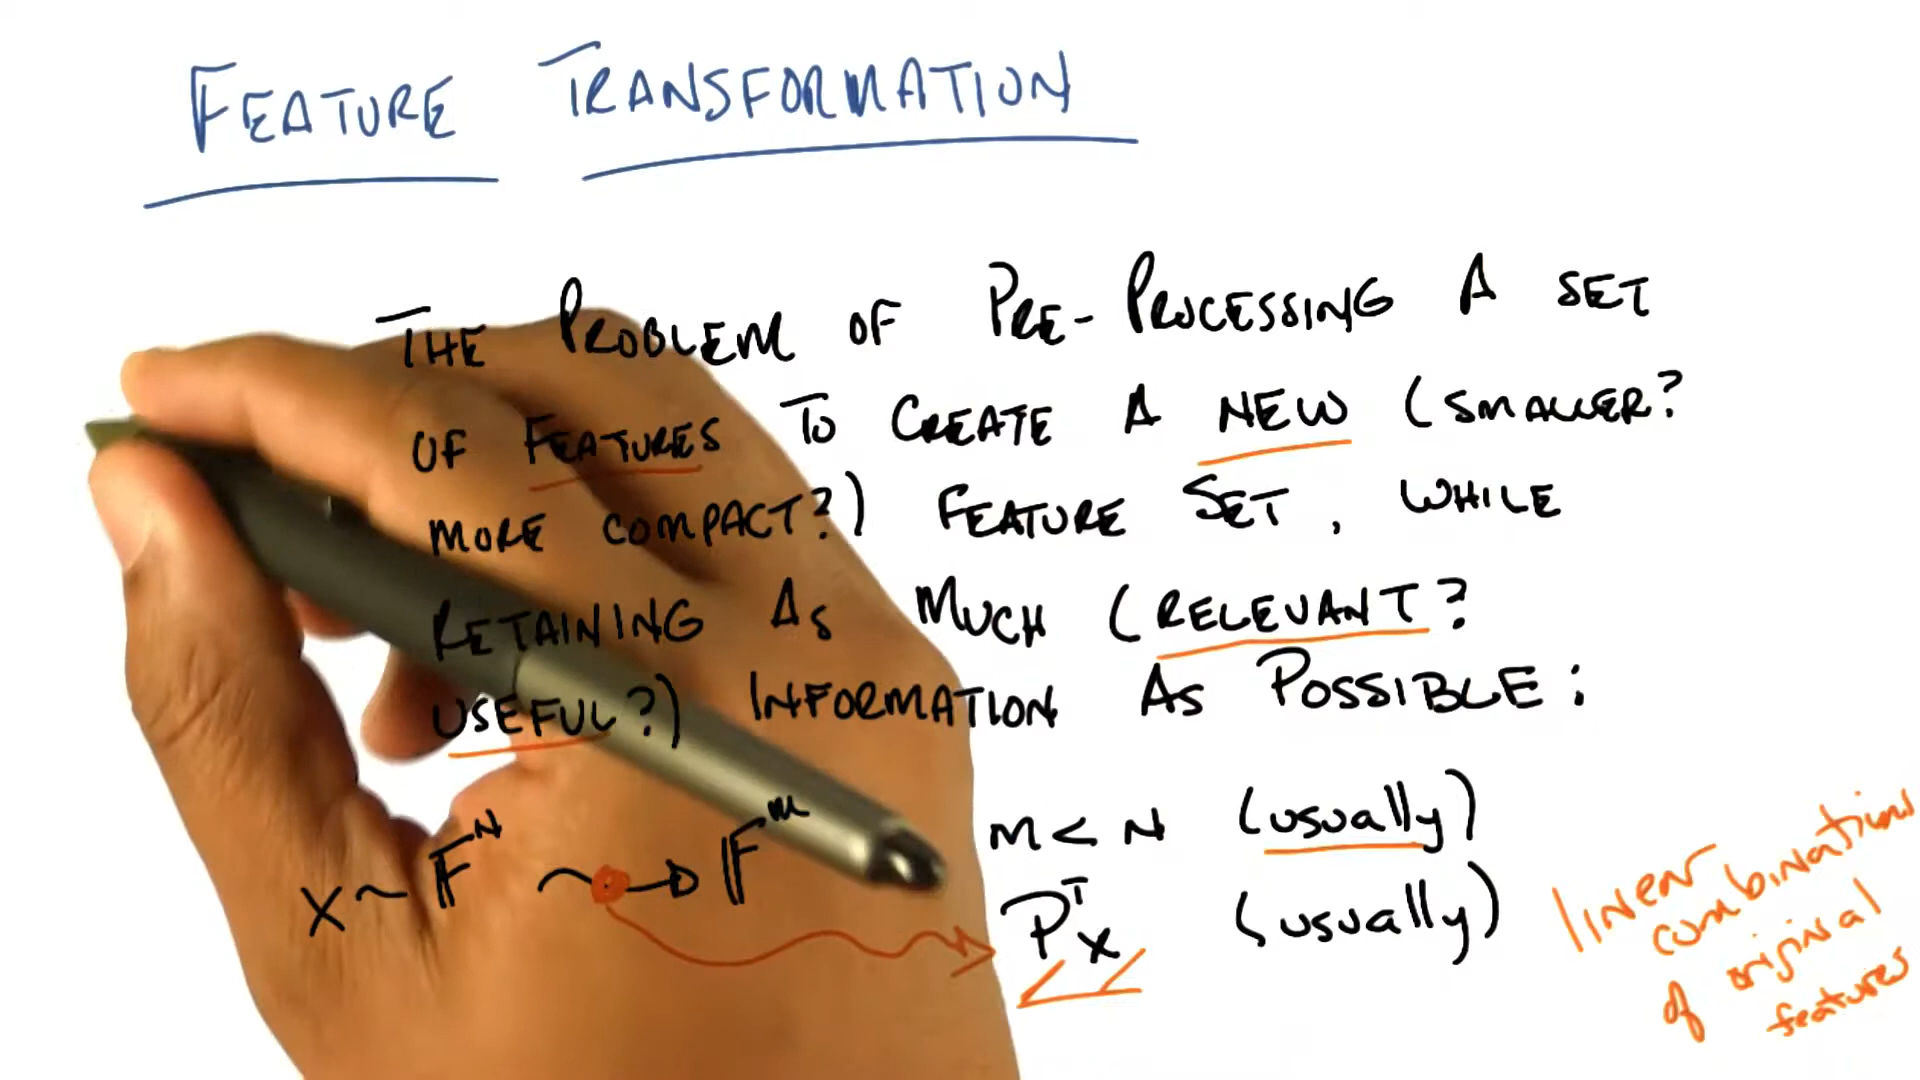 FEATURE TRANSFORMATION
THE PROBLEM OF PRE-PROCESSING A SET
OF FEATURES TO CREATE A NEW (SMALLER?
MORE COMPACT?) FEATURE SET, WHILE
RETAINING AS MUCH (RELEVANT?
USEFUL?) INFORMATION AS POSSIBLE:
X ~ 𝔽^N → 𝔽^M
M < N (usually)
P^T x (usually)
linear
combinations
of original
features